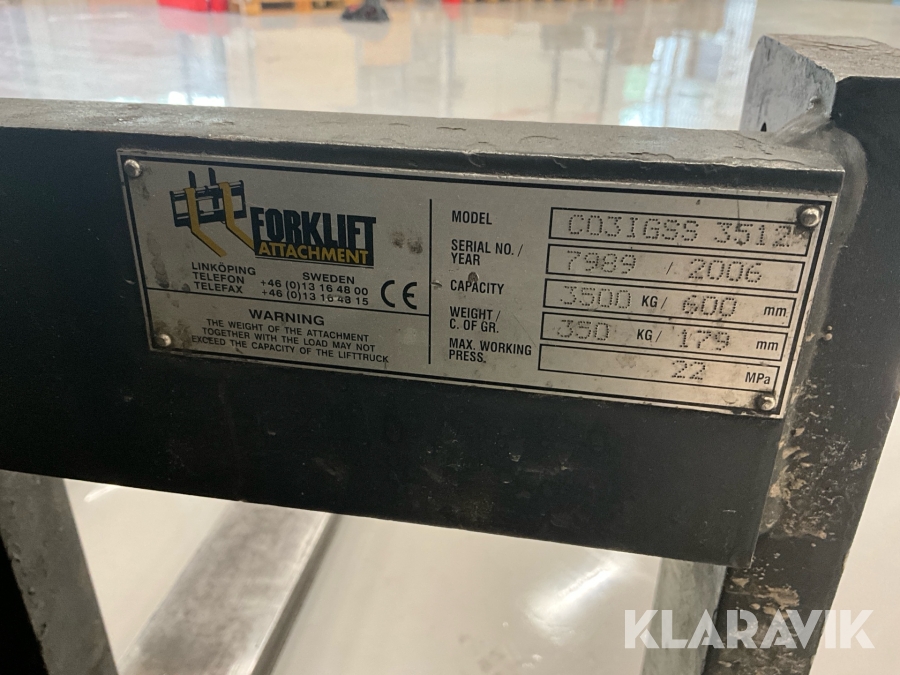 FORKLIFT
ATTACHMENT
LINKÖPING SWEDEN
TELEFON +46 (0)13 16 48 00
TELEFAX +46 (0)13 16 48 15
CE
WARNING
THE WEIGHT OF THE ATTACHMENT
TOGETHER WITH THE LOAD MAY NOT
EXCEED THE CAPACITY OF THE LIFTTRUCK
MODEL CO3IGSS 3512
SERIAL NO./
YEAR 7989 / 2006
CAPACITY 3500 KG/ 600 mm
WEIGHT/
C. OF GR. 350 KG/ 179 mm
MAX. WORKING
PRESS. 22 MPa
KLARAVIK